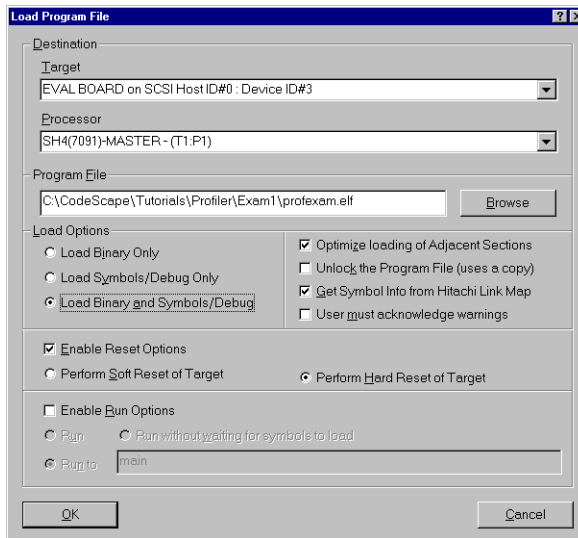 Load Program File
Destination
Target
EVAL BOARD on SCSI Host ID#0 : Device ID#3
Processor
SH4(7091)-MASTER - (T1:P1)
Program File
C:\CodeScape\Tutorials\Profiler\Exam1\profexam.elf
Browse
Load Options
Load Binary Only
Load Symbols/Debug Only
Load Binary and Symbols/Debug
Optimize loading of Adjacent Sections
Unlock the Program File (uses a copy)
Get Symbol Info from Hitachi Link Map
User must acknowledge warnings
Enable Reset Options
Perform Soft Reset of Target
Perform Hard Reset of Target
Enable Run Options
Run
Run without waiting for symbols to load
Run to
main
OK
Cancel